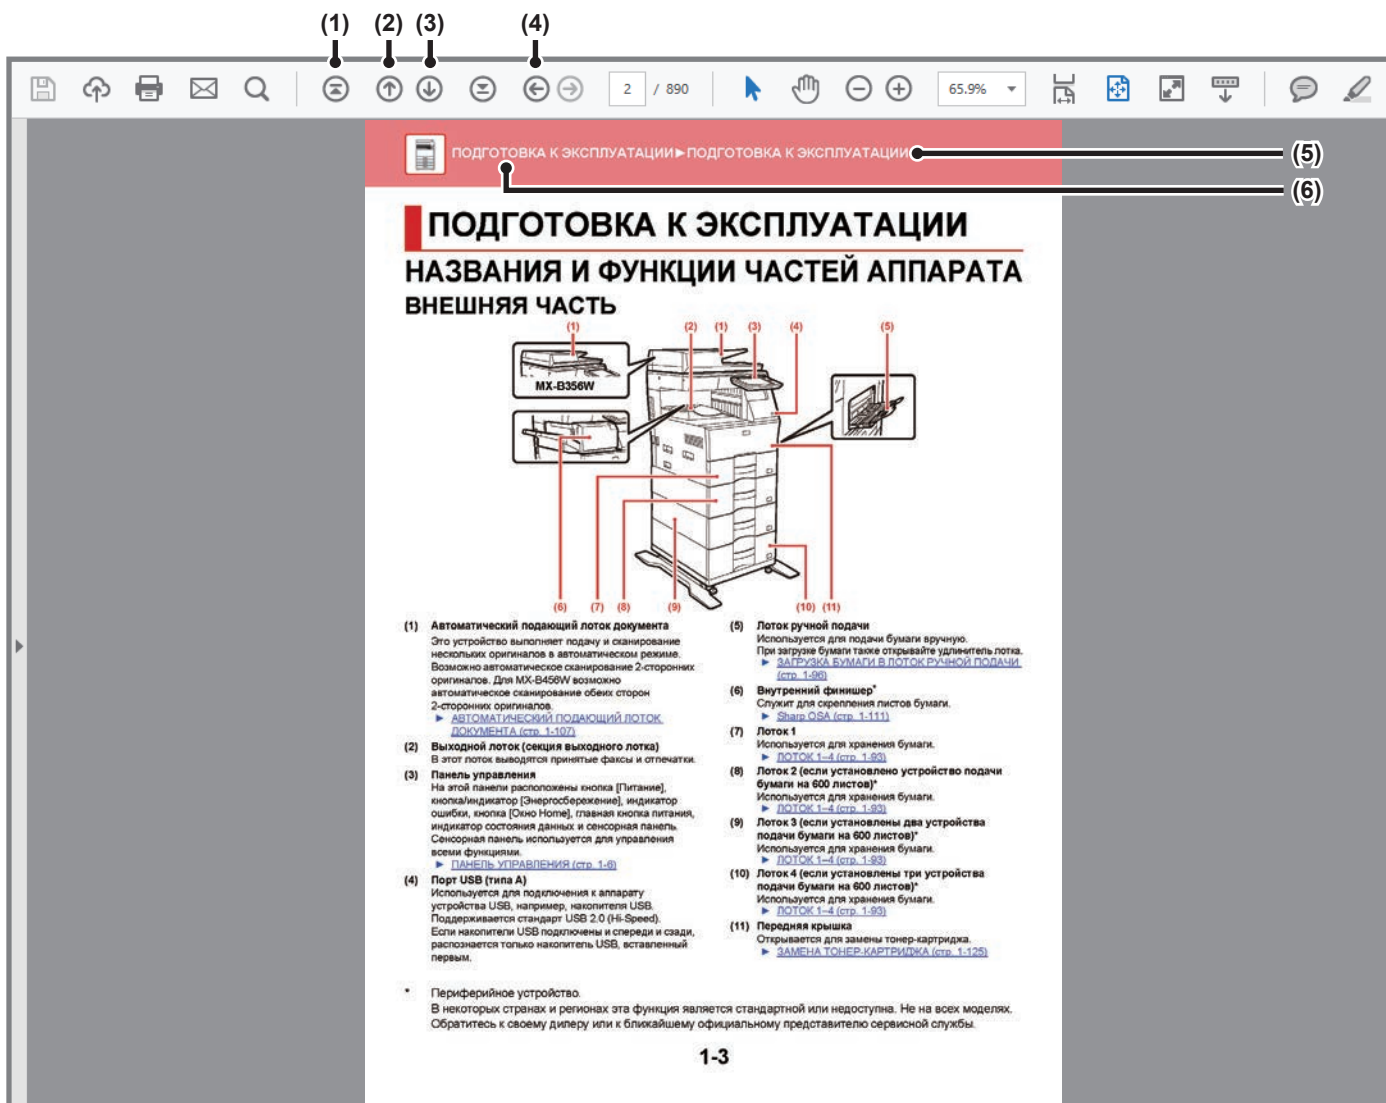 (1) (2) (3) (4)
2 / 890 65.9%
ПОДГОТОВКА К ЭКСПЛУАТАЦИИ►ПОДГОТОВКА К ЭКСПЛУАТАЦИИ
(5)
(6)
ПОДГОТОВКА К ЭКСПЛУАТАЦИИ
НАЗВАНИЯ И ФУНКЦИИ ЧАСТЕЙ АППАРАТА
ВНЕШНЯЯ ЧАСТЬ
(1) (2) (1) (3) (4) (5)
MX-B356W
(6) (7) (8) (9) (10) (11)
(1) Автоматический подающий лоток документа
Это устройство выполняет подачу и сканирование
нескольких оригиналов в автоматическом режиме.
Возможно автоматическое сканирование 2-сторонних
оригиналов. Для MX-B456W возможно
автоматическое сканирование обеих сторон
2-сторонних оригиналов.
► АВТОМАТИЧЕСКИЙ ПОДАЮЩИЙ ЛОТОК
ДОКУМЕНТА (стр. 1-107)
(2) Выходной лоток (секция выходного лотка)
В этот лоток выводятся принятые факсы и отпечатки.
(3) Панель управления
На этой панели расположены кнопка [Питание],
кнопка/индикатор [Энергосбережение], индикатор
ошибки, кнопка [Окно Home], главная кнопка питания,
индикатор состояния данных и сенсорная панель.
Сенсорная панель используется для управления
всеми функциями.
► ПАНЕЛЬ УПРАВЛЕНИЯ (стр. 1-6)
(4) Порт USB (типа A)
Используется для подключения к аппарату
устройства USB, например, накопителя USB.
Поддерживается стандарт USB 2.0 (Hi-Speed).
Если накопители USB подключены и спереди и сзади,
распознается только накопитель USB, вставленный
первым.
(5) Лоток ручной подачи
Используется для подачи бумаги вручную.
При загрузке бумаги также открывайте удлинитель лотка.
► ЗАГРУЗКА БУМАГИ В ЛОТОК РУЧНОЙ ПОДАЧИ
(стр. 1-96)
(6) Внутренний финишер*
Служит для скрепления листов бумаги.
► Sharp OSA (стр. 1-111)
(7) Лоток 1
Используется для хранения бумаги.
► ЛОТОК 1–4 (стр. 1-93)
(8) Лоток 2 (если установлено устройство подачи
бумаги на 600 листов)*
Используется для хранения бумаги.
► ЛОТОК 1–4 (стр. 1-93)
(9) Лоток 3 (если установлены два устройства
подачи бумаги на 600 листов)*
Используется для хранения бумаги.
► ЛОТОК 1–4 (стр. 1-93)
(10) Лоток 4 (если установлены три устройства
подачи бумаги на 600 листов)*
Используется для хранения бумаги.
► ЛОТОК 1–4 (стр. 1-93)
(11) Передняя крышка
Открывается для замены тонер-картриджа.
► ЗАМЕНА ТОНЕР-КАРТРИДЖА (стр. 1-125)
* Периферийное устройство.
В некоторых странах и регионах эта функция является стандартной или недоступна. Не на всех моделях.
Обратитесь к своему дилеру или к ближайшему официальному представителю сервисной службы.
1-3